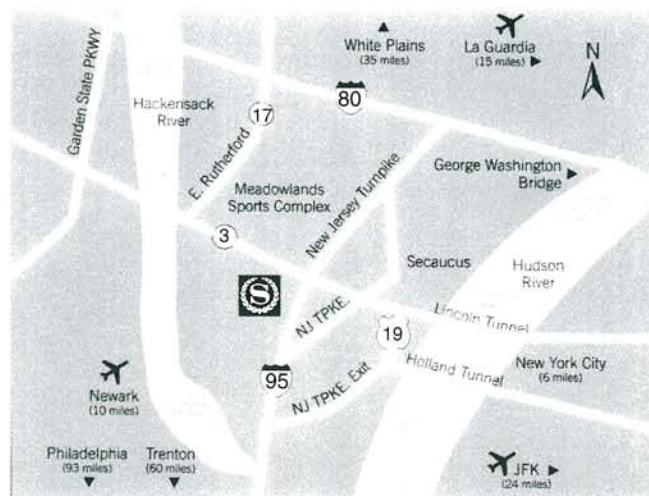 White Plains
(35 miles)
La Guardia
(15 miles)
N
Garden State PKWY
Hackensack
River
17
80
E. Rutherford
George Washington
Bridge
Meadowlands
Sports Complex
New Jersey Turnpike
3
Secaucus
Hudson
River
S
NJ TPKE
19
Lincoln Tunnel
95
NJ TPKE Exit
Holland Tunnel
New York City
(6 miles)
Newark
(10 miles)
Philadelphia
(93 miles)
Trenton
(60 miles)
JFK
(24 miles)